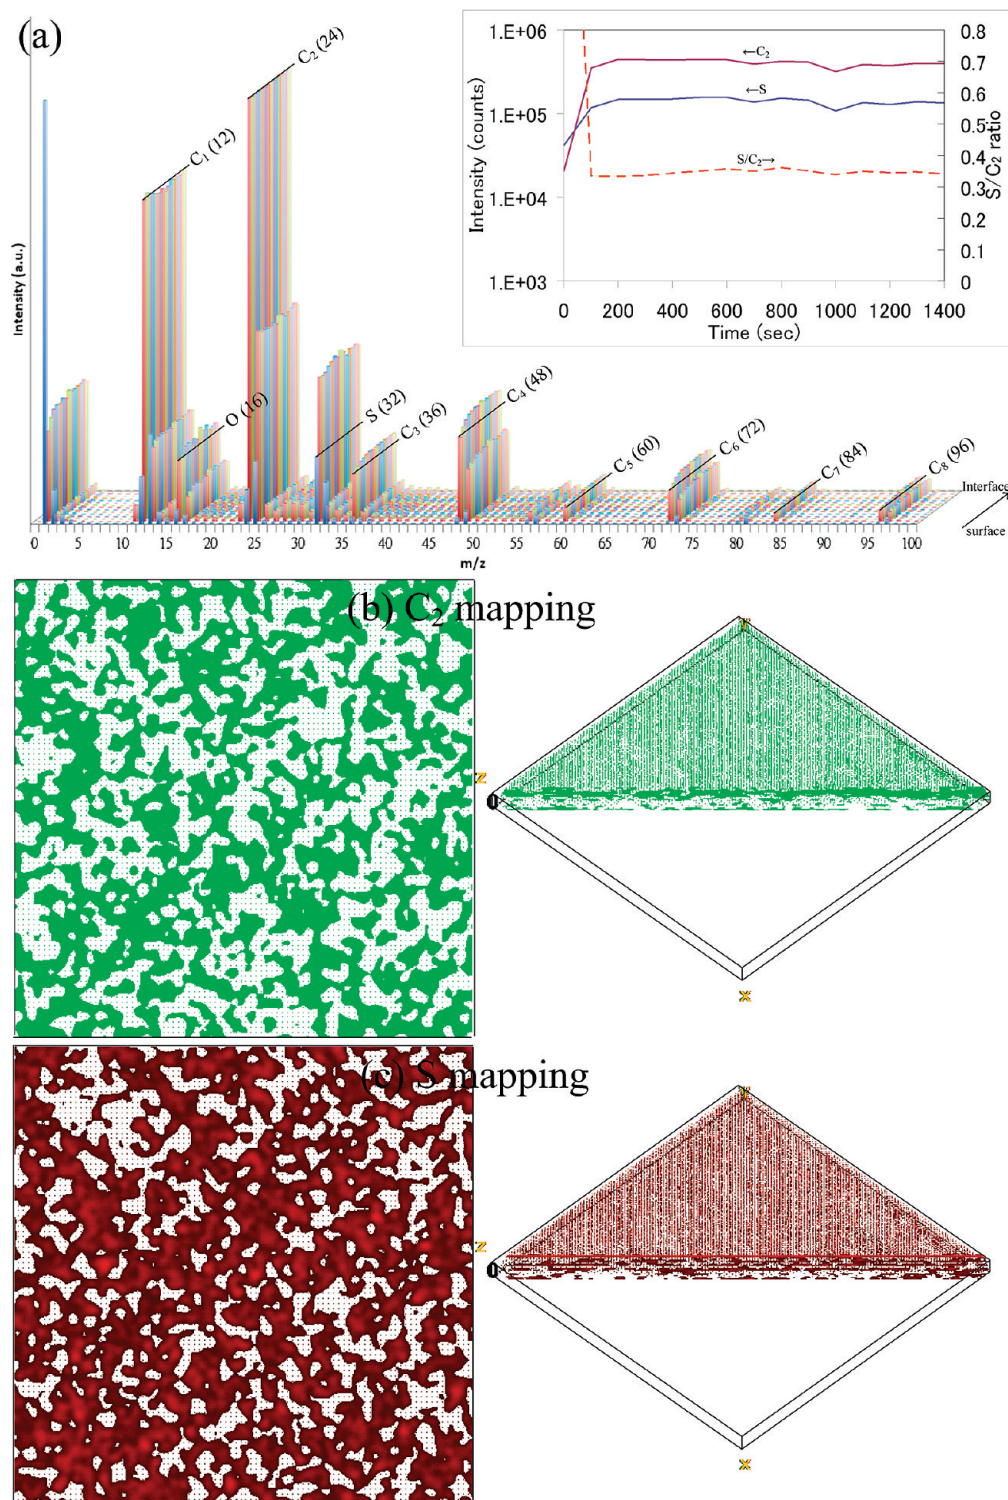 (a)
C₂ (24)
C₁ (12)
O (16)
S (32)
C₃ (36)
C₄ (48)
C₅ (60)
C₆ (72)
C₇ (84)
C₈ (96)
Interface
surface
Intensity (a.u.)
0 5 10 15 20 25 30 35 40 45 50 55 60 65 70 75 80 85 90 95 100
m/z
1.E+06
1.E+05
1.E+04
1.E+03
Intensity (counts)
←C₂
←S
S/C₂→
0.8
0.7
0.6
0.5
0.4
0.3
0.2
0.1
0
S/C₂ ratio
0 200 400 600 800 1000 1200 1400
Time (sec)
(b) C₂ mapping
Y
Z
O
X
(c) S mapping
Y
Z
O
X